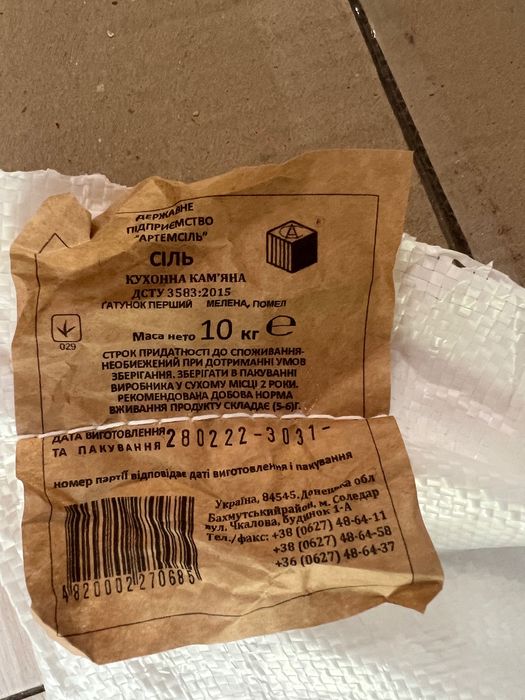 ДЕРЖАВНЕ
ПІДПРИЄМСТВО
"АРТЕМСІЛЬ"
СІЛЬ
КУХОННА КАМ'ЯНА
ДСТУ 3583:2015
ҐАТУНОК ПЕРШИЙ МЕЛЕНА, ПОМЕЛ
029
Маса нето 10 кг ℮
СТРОК ПРИДАТНОСТІ ДО СПОЖИВАННЯ-
НЕОБМЕЖЕНИЙ ПРИ ДОТРИМАННІ УМОВ
ЗБЕРІГАННЯ. ЗБЕРІГАТИ В ПАКУВАННІ
ВИРОБНИКА У СУХОМУ МІСЦІ 2 РОКИ.
РЕКОМЕНДОВАНА ДОБОВА НОРМА
ВЖИВАННЯ ПРОДУКТУ СКЛАДАЄ (5-6)Г.
ДАТА ВИГОТОВЛЕННЯ
ТА ПАКУВАННЯ 280222-3031-
номер партії відповідає даті виготовлення і пакування
Україна, 84545. Донецька обл
Бахмутський район, м. Соледар
вул. Чкалова, будинок 1-А
Тел./факс: +38 (0627) 48-64-11
+38 (0627) 48-64-58
+36 (0627) 48-64-37
4820002270685